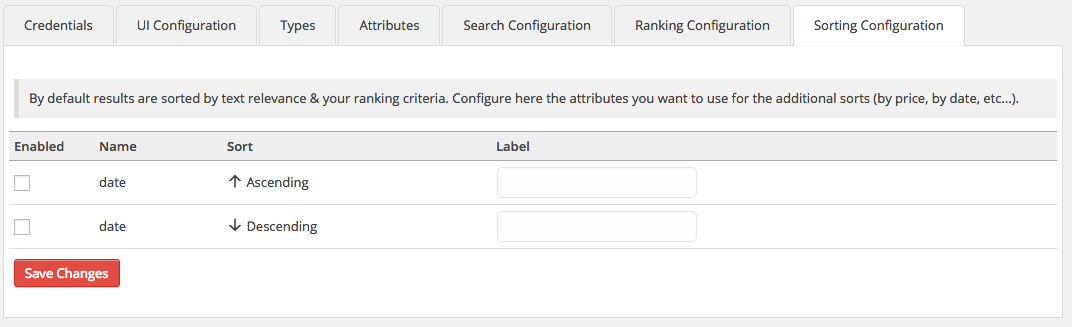 Credentials UI Configuration Types Attributes Search Configuration Ranking Configuration Sorting Configuration
By default results are sorted by text relevance & your ranking criteria. Configure here the attributes you want to use for the additional sorts (by price, by date, etc...).
Enabled Name Sort Label
date ↑ Ascending
date ↓ Descending
Save Changes